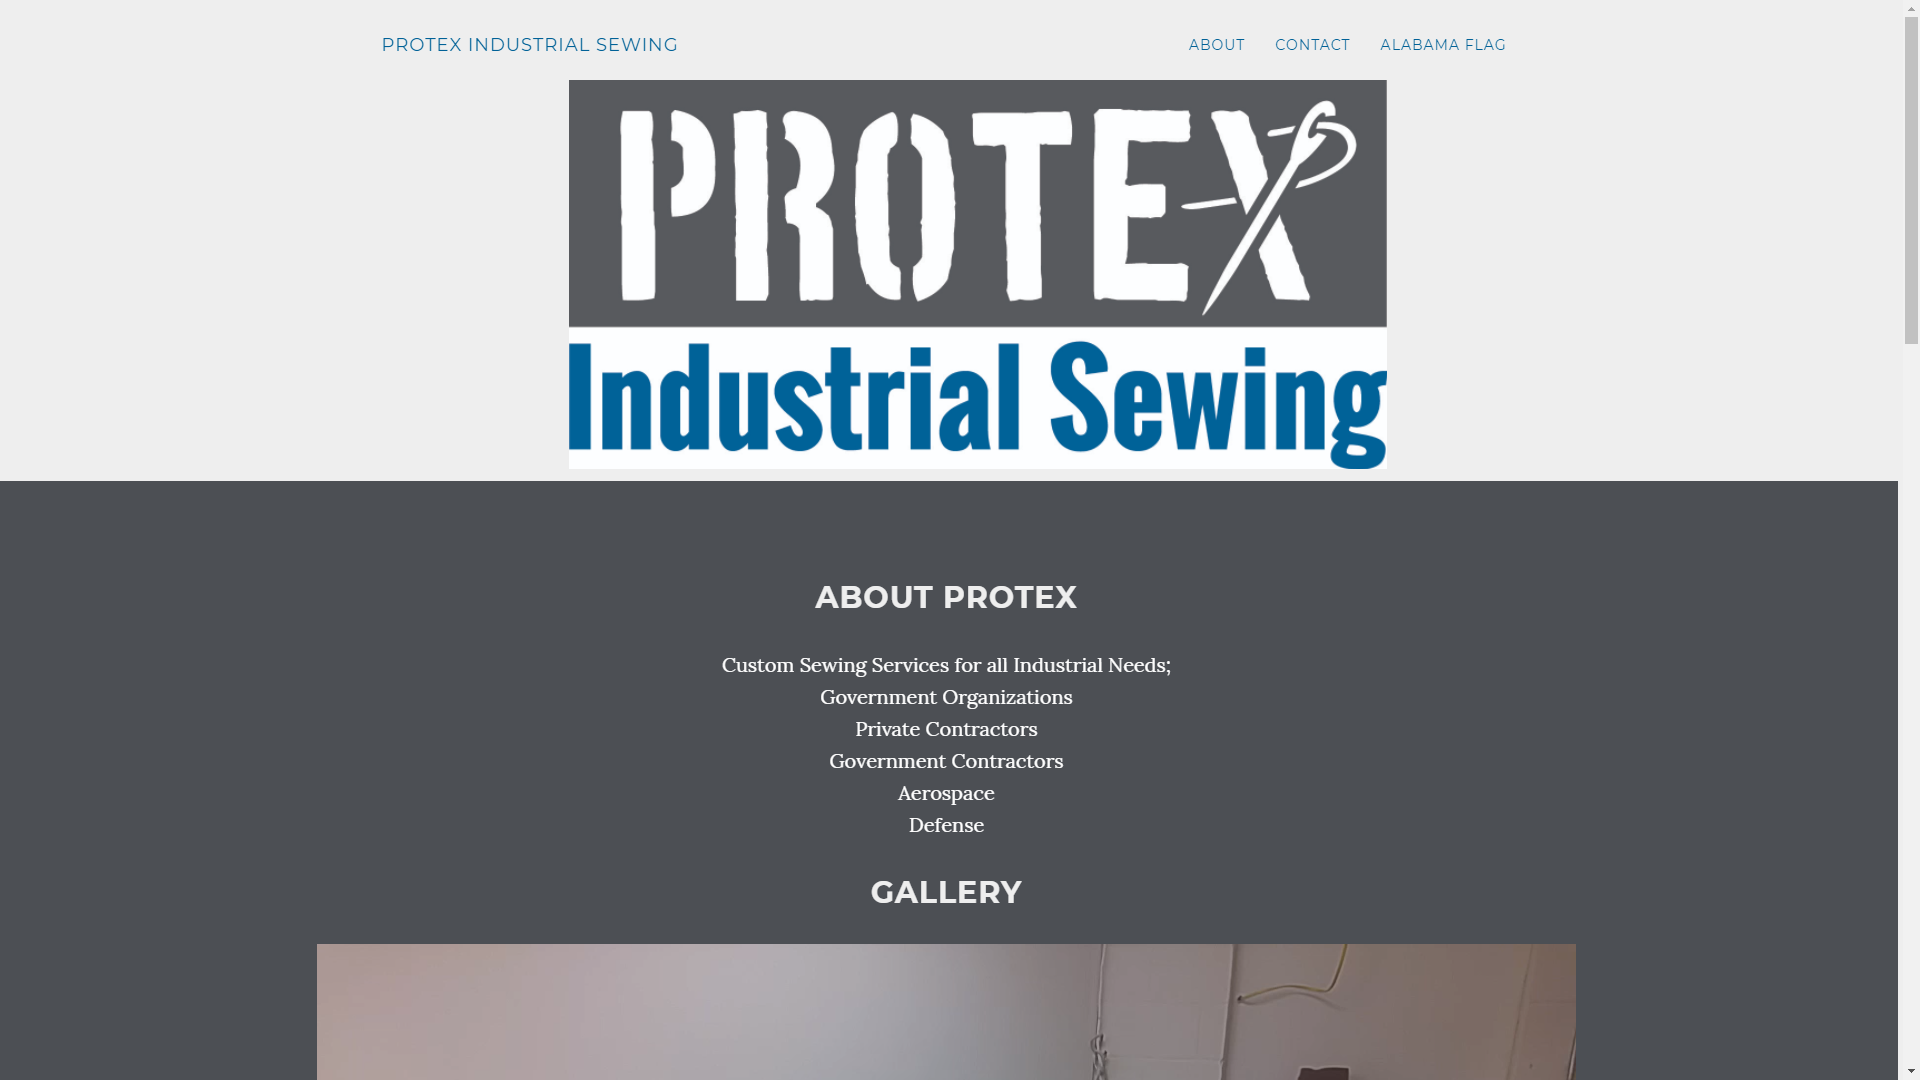 PROTEX INDUSTRIAL SEWING
ABOUT CONTACT ALABAMA FLAG
PROTEX
Industrial Sewing
ABOUT PROTEX
Custom Sewing Services for all Industrial Needs;
Government Organizations
Private Contractors
Government Contractors
Aerospace
Defense
GALLERY